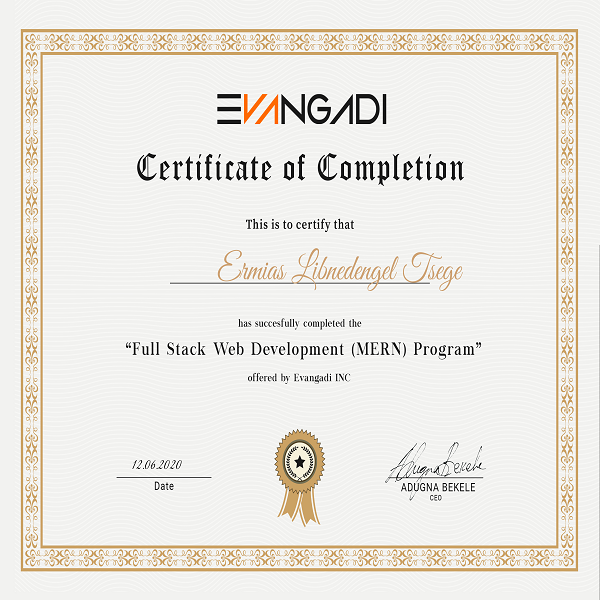 EVANGADI
Certificate of Completion
This is to certify that
Ermias Libnedengel Tsege
has succesfully completed the
“Full Stack Web Development (MERN) Program”
offered by Evangadi INC
12.06.2020
Date
Adugna Bekele
ADUGNA BEKELE
CEO